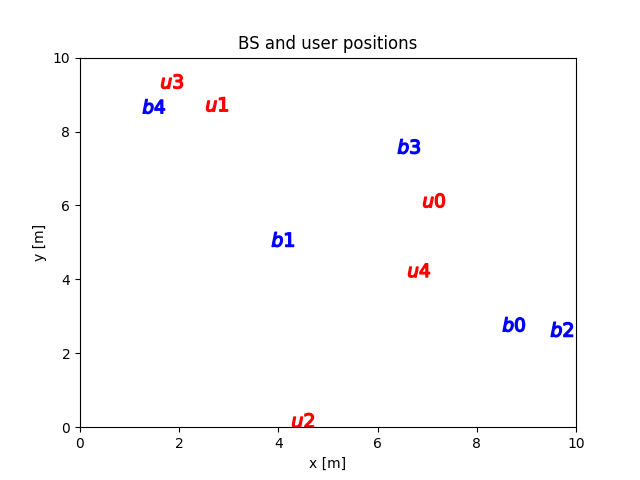 BS and user positions
10
u3
b4
u1
8
b3
6
u0
y [m]
b1
4
u4
b0
b2
2
u2
0
0 2 4 6 8 10
x [m]